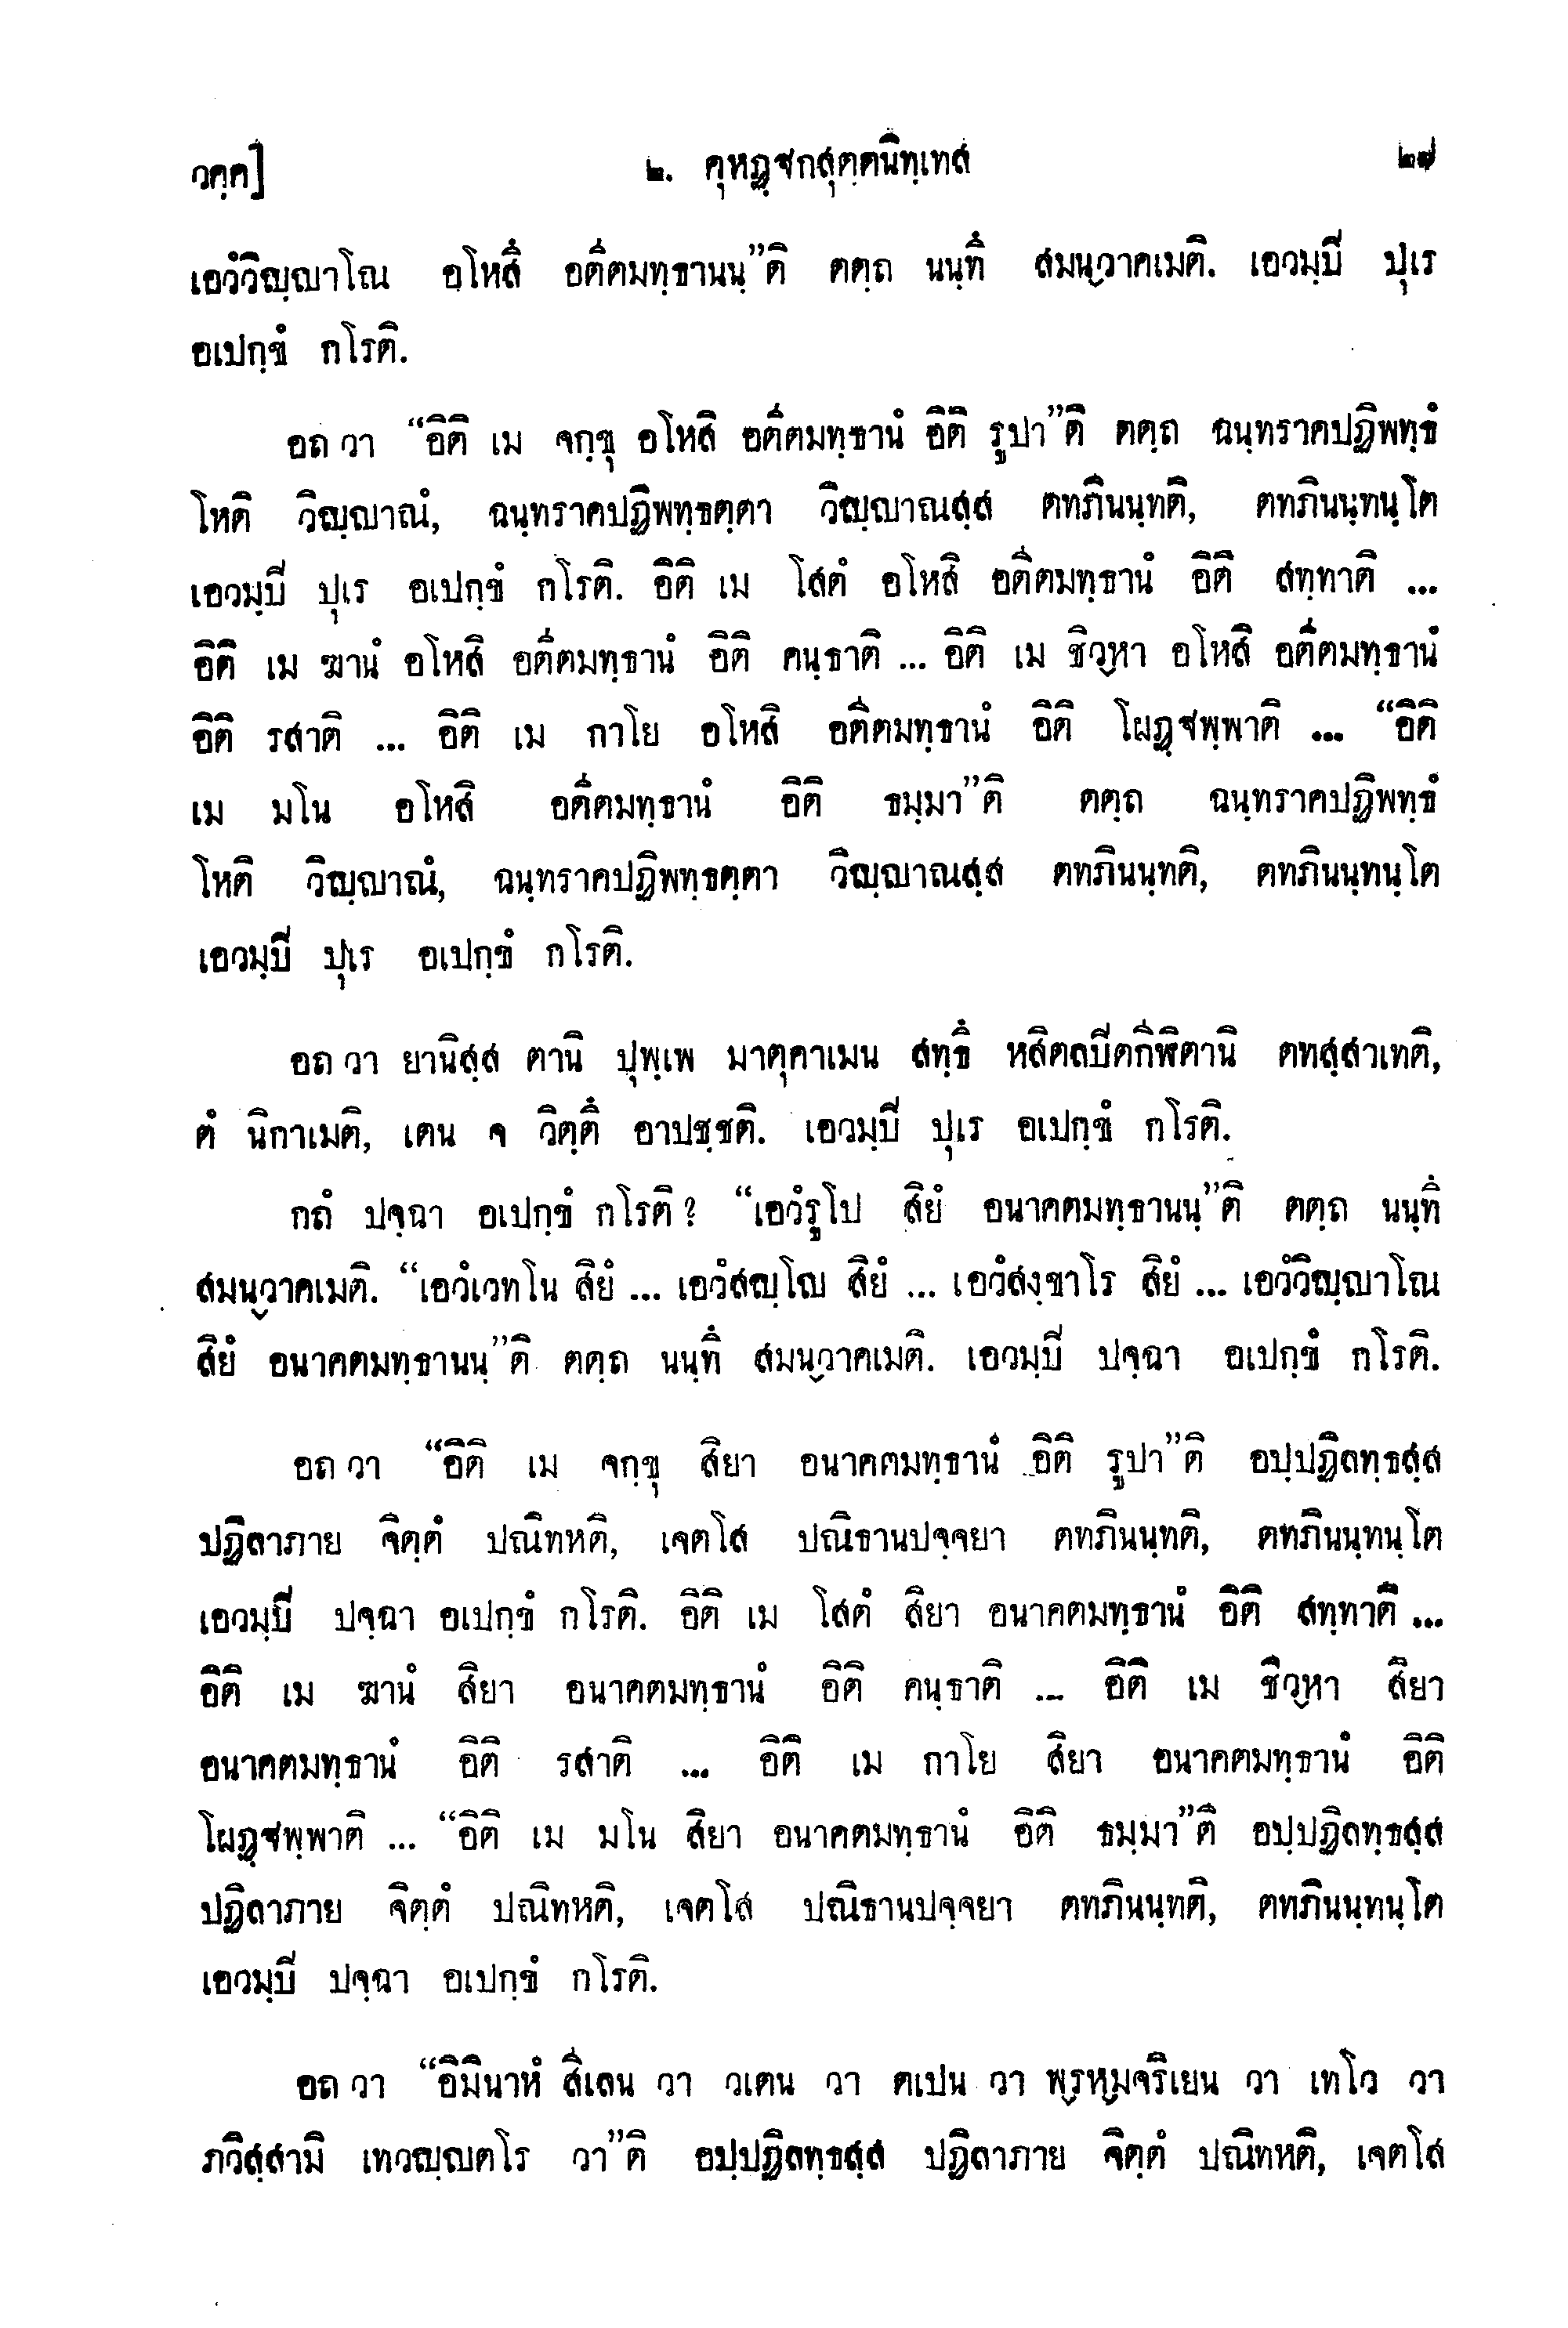 วคฺค]
๒. คุหฏฺฐกสุตฺตนิทฺเทส
๒๗
เอวํวิญฺญาโณ อโหสึ อตีตมทฺธานนฺ”ติ ตตฺถ นนฺทึ สมนฺวาคเมติ. เอวมฺปิ ปุเร
อเปกฺขํ กโรติ.
อถ วา “อิติ เม จกฺขุ อโหสิ อตีตมทฺธานํ อิติ รูปา”ติ ตตฺถ ฉนฺทราคปฏิพทฺธํ
โหติ วิญฺญาณํ, ฉนฺทราคปฏิพทฺธตฺตา วิญฺญาณสฺส ตทภินนฺทติ, ตทภินนฺทนฺโต
เอวมฺปิ ปุเร อเปกฺขํ กโรติ. อิติ เม โสตํ อโหสิ อตีตมทฺธานํ อิติ สทฺทาติ ...
อิติ เม ฆานํ อโหสิ อตีตมทฺธานํ อิติ คนฺธาติ ... อิติ เม ชิวฺหา อโหสิ อตีตมทฺธานํ
อิติ รสาติ ... อิติ เม กาโย อโหสิ อตีตมทฺธานํ อิติ โผฏฺฐพฺพาติ ... “อิติ
เม มโน อโหสิ อตีตมทฺธานํ อิติ ธมฺมา”ติ ตตฺถ ฉนฺทราคปฏิพทฺธํ
โหติ วิญฺญาณํ, ฉนฺทราคปฏิพทฺธตฺตา วิญฺญาณสฺส ตทภินนฺทติ, ตทภินนฺทนฺโต
เอวมฺปิ ปุเร อเปกฺขํ กโรติ.
อถ วา ยานิสฺส ตานิ ปุพฺเพ มาตุคาเมน สทฺธึ หสิตลปิตกีฬิตานิ ตทสฺสาเทติ,
ตํ นิกาเมติ, เตน จ วิตฺตึ อาปชฺชติ. เอวมฺปิ ปุเร อเปกฺขํ กโรติ.
กถํ ปจฺฉา อเปกฺขํ กโรติ? “เอวํรูโป สิยํ อนาคตมทฺธานนฺ”ติ ตตฺถ นนฺทึ
สมนฺวาคเมติ. “เอวํเวทโน สิยํ ... เอวํสญฺโญ สิยํ ... เอวํสงฺขาโร สิยํ ... เอวํวิญฺญาโณ
สิยํ อนาคตมทฺธานนฺ”ติ ตตฺถ นนฺทึ สมนฺวาคเมติ. เอวมฺปิ ปจฺฉา อเปกฺขํ กโรติ.
อถ วา “อิติ เม จกฺขุ สิยา อนาคตมทฺธานํ อิติ รูปา”ติ อปฺปฏิลทฺธสฺส
ปฏิลาภาย จิตฺตํ ปณิทหติ, เจตโส ปณิธานปจฺจยา ตทภินนฺทติ, ตทภินนฺทนฺโต
เอวมฺปิ ปจฺฉา อเปกฺขํ กโรติ. อิติ เม โสตํ สิยา อนาคตมทฺธานํ อิติ สทฺทาติ ...
อิติ เม ฆานํ สิยา อนาคตมทฺธานํ อิติ คนฺธาติ ... อิติ เม ชิวฺหา สิยา
อนาคตมทฺธานํ อิติ รสาติ ... อิติ เม กาโย สิยา อนาคตมทฺธานํ อิติ
โผฏฺฐพฺพาติ ... “อิติ เม มโน สิยา อนาคตมทฺธานํ อิติ ธมฺมา”ติ อปฺปฏิลทฺธสฺส
ปฏิลาภาย จิตฺตํ ปณิทหติ, เจตโส ปณิธานปจฺจยา ตทภินนฺทติ, ตทภินนฺทนฺโต
เอวมฺปิ ปจฺฉา อเปกฺขํ กโรติ.
อถ วา “อิมินาหํ สีเลน วา วเตน วา ตเปน วา พฺรหฺมจริเยน วา เทโว วา
ภวิสฺสามิ เทวญฺญตโร วา”ติ อปฺปฏิลทฺธสฺส ปฏิลาภาย จิตฺตํ ปณิทหติ, เจตโส